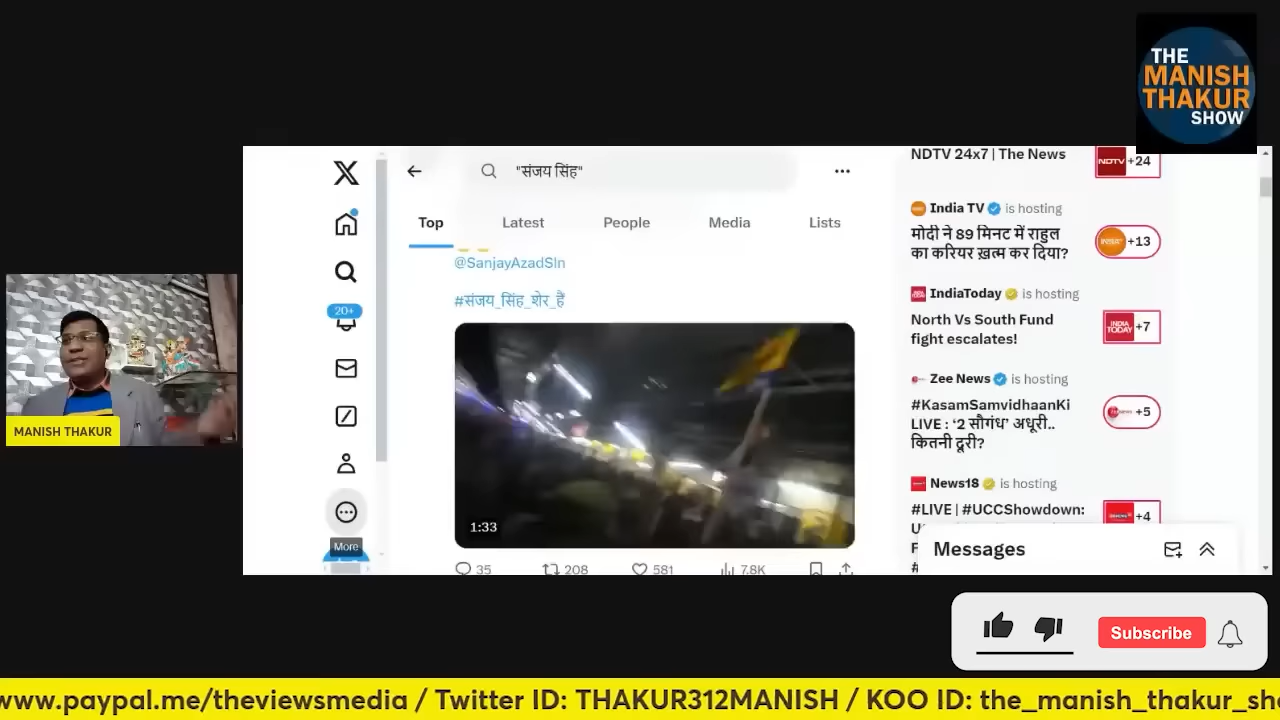 THE
MANISH
THAKUR
SHOW
MANISH THAKUR
20+
More
"संजय सिंह"
Top
Latest
People
Media
Lists
@SanjayAzadSln
#संजय_सिंह_शेर_हैं
1:33
35
208
581
7.8K
NDTV 24x7 | The News
NDTV
+24
India TV is hosting
मोदी ने 89 मिनट में राहुल
का करियर ख़त्म कर दिया?
+13
IndiaToday is hosting
North Vs South Fund
fight escalates!
INDIA
TODAY
+7
Zee News is hosting
#KasamSamvidhaanKi
LIVE : ‘2 सौगंध’ अधूरी..
कितनी दूरी?
+5
News18 is hosting
#LIVE | #UCCShowdown:
+4
Messages
Subscribe
www.paypal.me/theviewsmedia / Twitter ID: THAKUR312MANISH / KOO ID: the_manish_thakur_sh